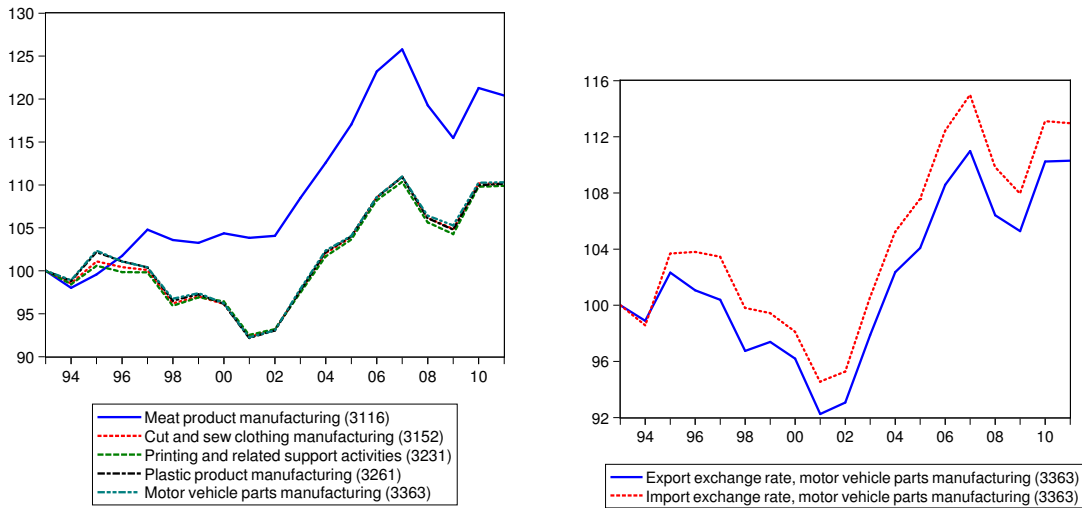 130
125
120
115
110
105
100
95
90
94 96 98 00 02 04 06 08 10
Meat product manufacturing (3116)
Cut and sew clothing manufacturing (3152)
Printing and related support activities (3231)
Plastic product manufacturing (3261)
Motor vehicle parts manufacturing (3363)
116
112
108
104
100
96
92
94 96 98 00 02 04 06 08 10
Export exchange rate, motor vehicle parts manufacturing (3363)
Import exchange rate, motor vehicle parts manufacturing (3363)